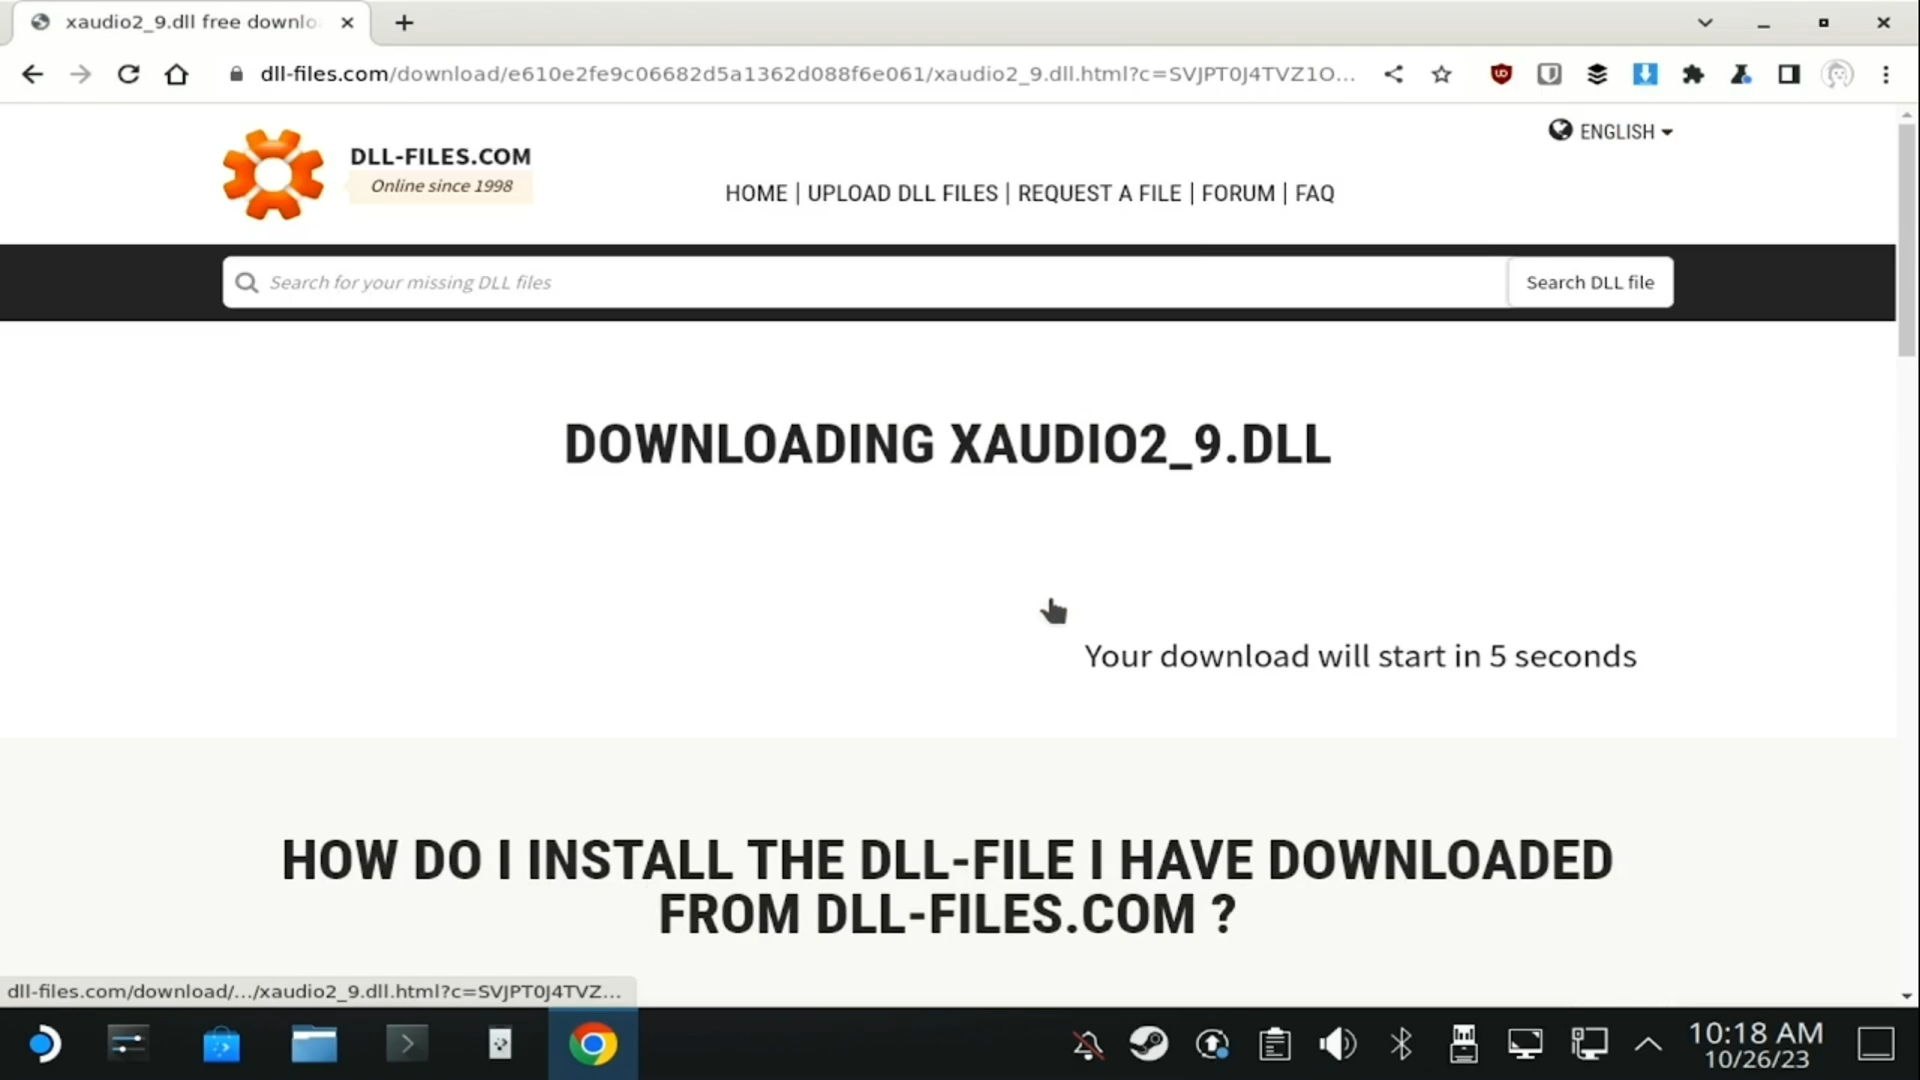 xaudio2_9.dll free downlo
dll-files.com/download/e610e2fe9c06682d5a1362d088f6e061/xaudio2_9.dll.html?c=SVJPT0J4TVZ1O...
ENGLISH
DLL-FILES.COM
Online since 1998
HOME | UPLOAD DLL FILES | REQUEST A FILE | FORUM | FAQ
Search for your missing DLL files
Search DLL file
DOWNLOADING XAUDIO2_9.DLL
Your download will start in 5 seconds
HOW DO I INSTALL THE DLL-FILE I HAVE DOWNLOADED
FROM DLL-FILES.COM ?
dll-files.com/download/.../xaudio2_9.dll.html?c=SVJPT0J4TVZ...
10:18 AM
10/26/23